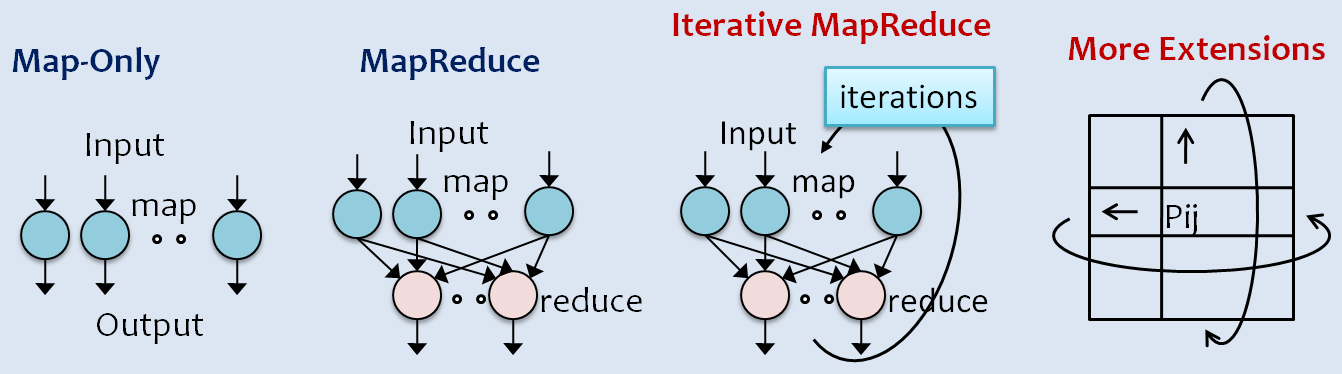 Map-Only
Input
map
Output
MapReduce
Input
map
reduce
Iterative MapReduce
iterations
Input
map
reduce
More Extensions
Pij